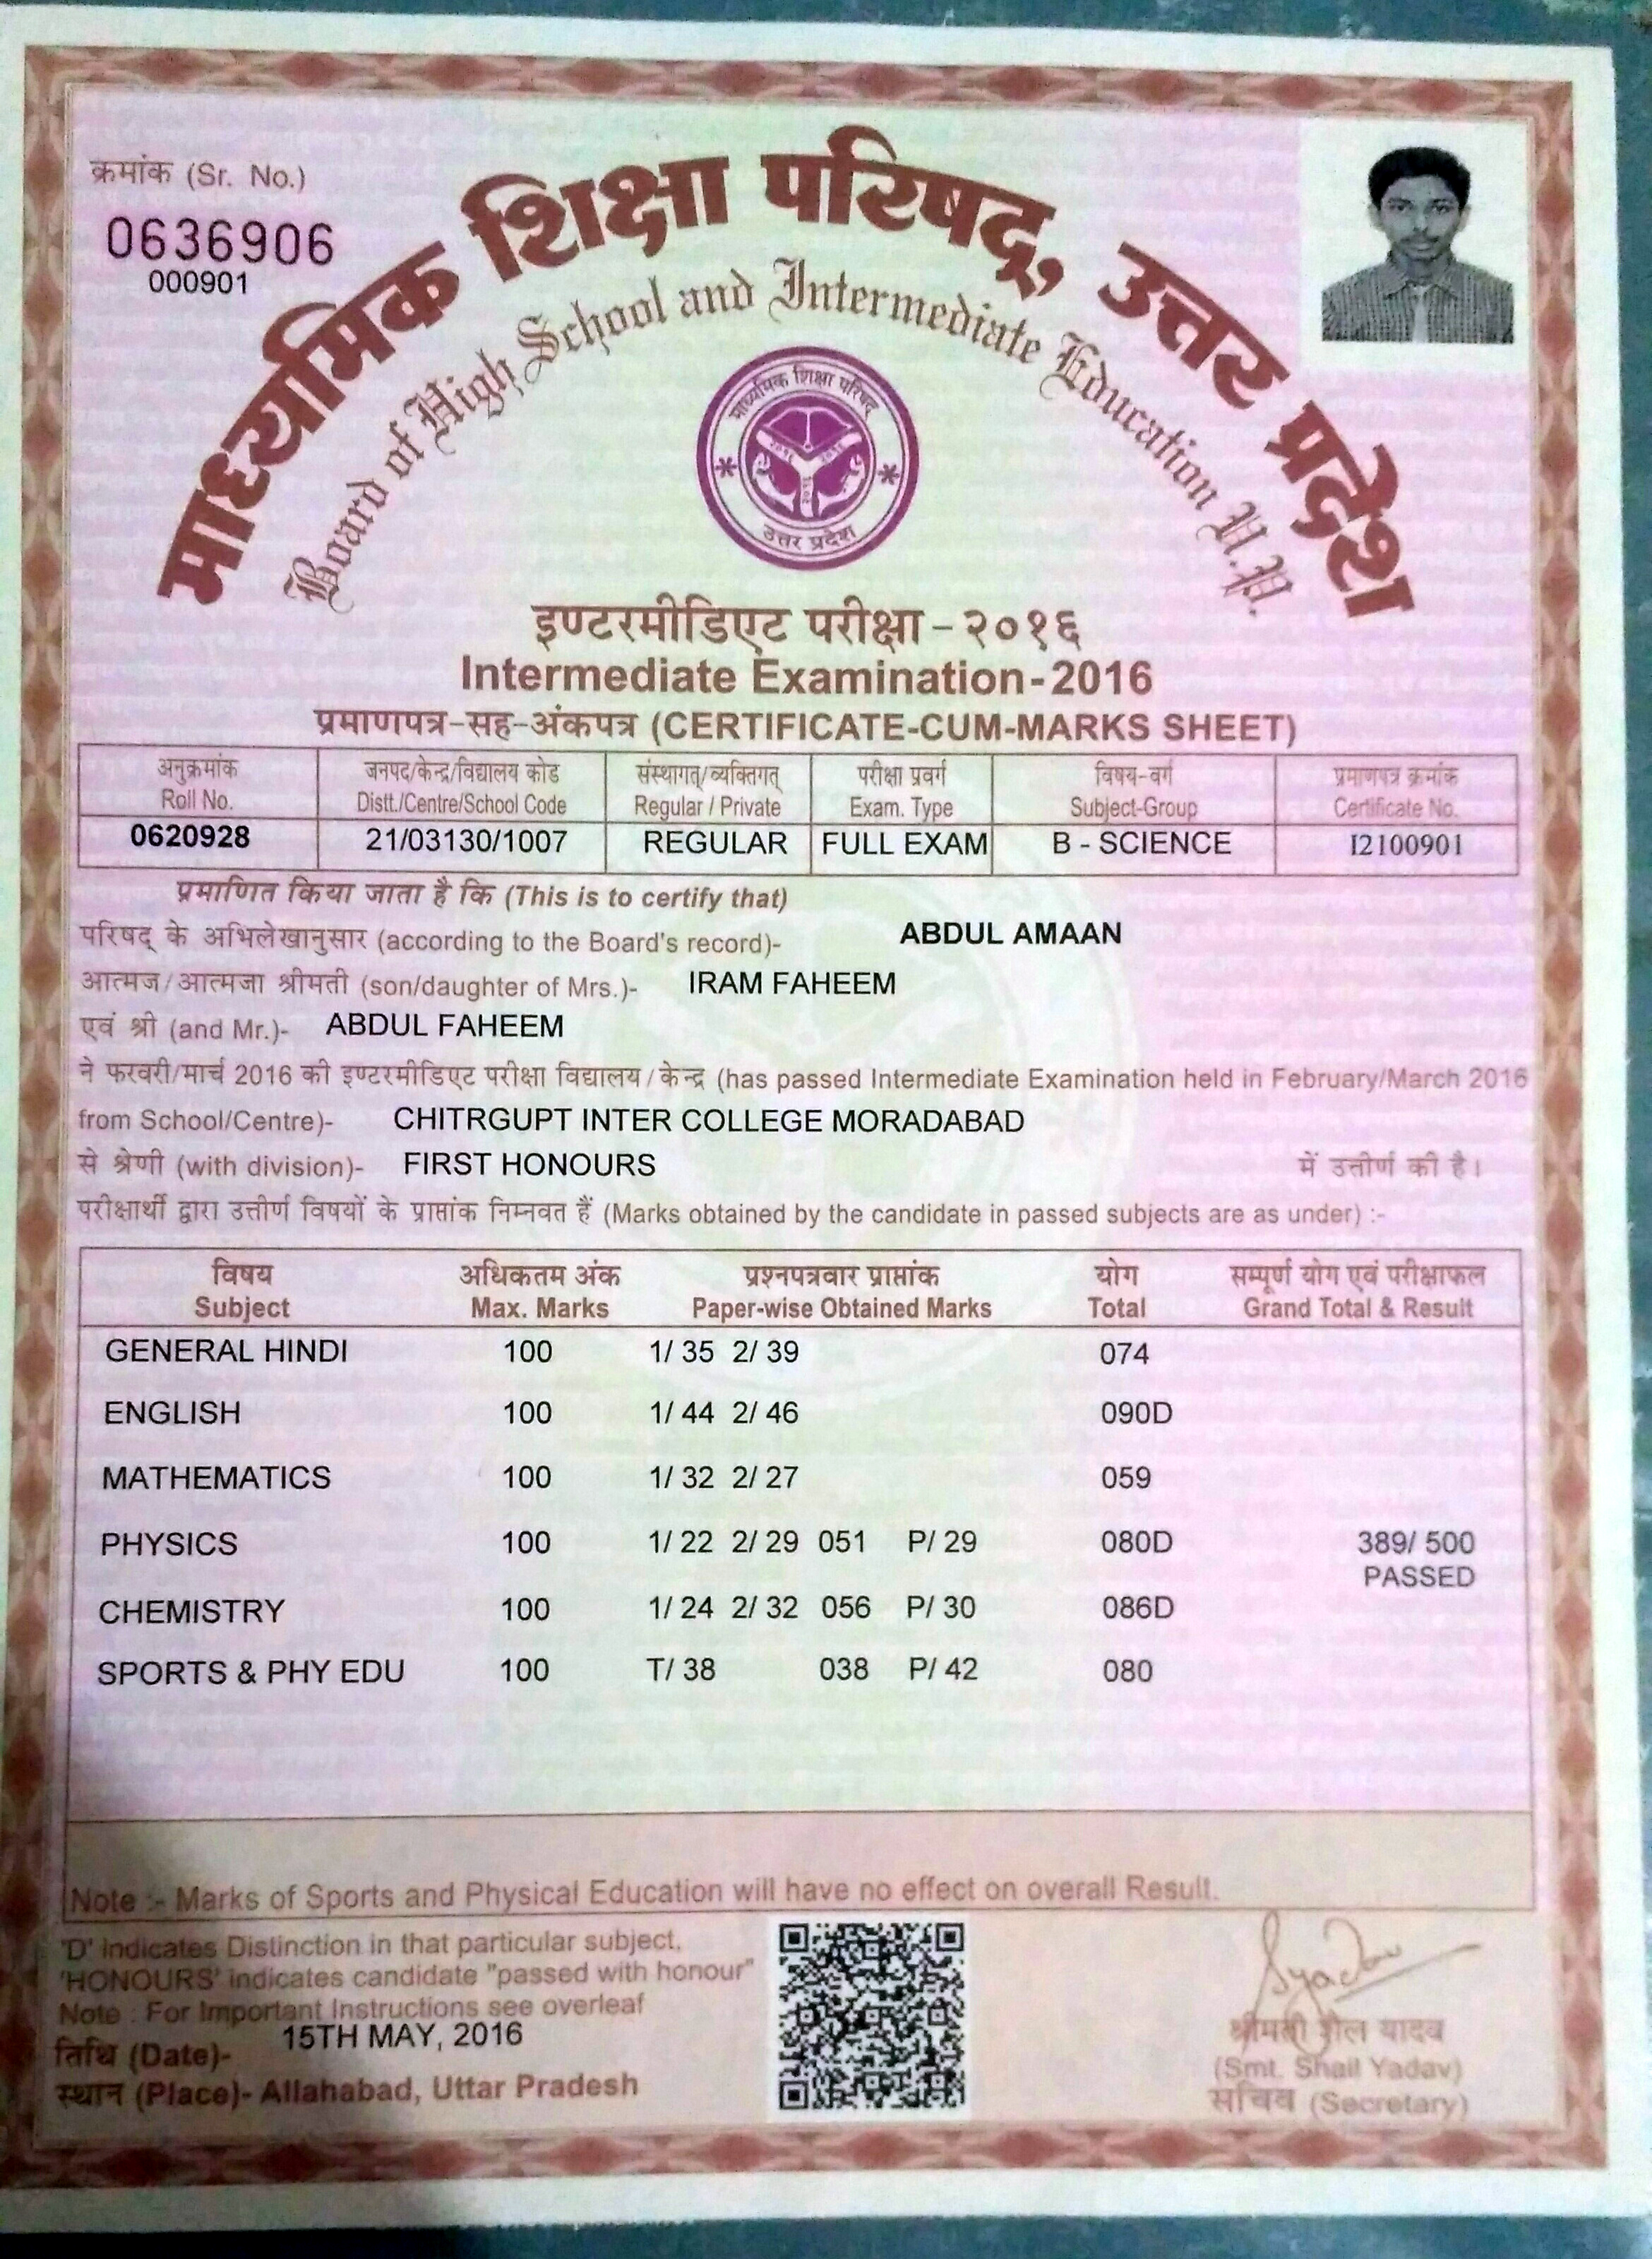 क्रमांक (Sr. No.)
0636906
000901
माध्यमिक शिक्षा परिषद्, उत्तर प्रदेश
Board of High School and Intermediate Education U.P.
माध्यमिक शिक्षा परिषद
उत्तर प्रदेश
इण्टरमीडिएट परीक्षा-२०१६
Intermediate Examination-2016
प्रमाणपत्र-सह-अंकपत्र (CERTIFICATE-CUM-MARKS SHEET)
अनुक्रमांक जनपद/केन्द्र/विद्यालय कोड संस्थागत्/व्यक्तिगत् परीक्षा प्रवर्ग विषय-वर्ग प्रमाणपत्र क्रमांक
Roll No. Distt./Centre/School Code Regular / Private Exam. Type Subject-Group Certificate No.
0620928 21/03130/1007 REGULAR FULL EXAM B - SCIENCE I2100901
प्रमाणित किया जाता है कि (This is to certify that)
परिषद् के अभिलेखानुसार (according to the Board's record)- ABDUL AMAAN
आत्मज/आत्मजा श्रीमती (son/daughter of Mrs.)- IRAM FAHEEM
एवं श्री (and Mr.)- ABDUL FAHEEM
ने फरवरी/मार्च 2016 की इण्टरमीडिएट परीक्षा विद्यालय/केन्द्र (has passed Intermediate Examination held in February/March 2016
from School/Centre)- CHITRGUPT INTER COLLEGE MORADABAD
से श्रेणी (with division)- FIRST HONOURS में उत्तीर्ण की है।
परीक्षार्थी द्वारा उत्तीर्ण विषयों के प्राप्तांक निम्नवत हैं (Marks obtained by the candidate in passed subjects are as under) :-
विषय अधिकतम अंक प्रश्नपत्रवार प्राप्तांक योग सम्पूर्ण योग एवं परीक्षाफल
Subject Max. Marks Paper-wise Obtained Marks Total Grand Total & Result
GENERAL HINDI 100 1/ 35 2/ 39 074
ENGLISH 100 1/ 44 2/ 46 090D
MATHEMATICS 100 1/ 32 2/ 27 059
PHYSICS 100 1/ 22 2/ 29 051 P/ 29 080D 389/ 500
PASSED
CHEMISTRY 100 1/ 24 2/ 32 056 P/ 30 086D
SPORTS & PHY EDU 100 T/ 38 038 P/ 42 080
Note :- Marks of Sports and Physical Education will have no effect on overall Result.
'D' indicates Distinction in that particular subject.
'HONOURS' indicates candidate "passed with honour"
Note : For Important Instructions see overleaf
15TH MAY, 2016
तिथि (Date)-
स्थान (Place)- Allahabad, Uttar Pradesh
Syadav
श्रीमती शैल यादव
(Smt. Shail Yadav)
सचिव (Secretary)